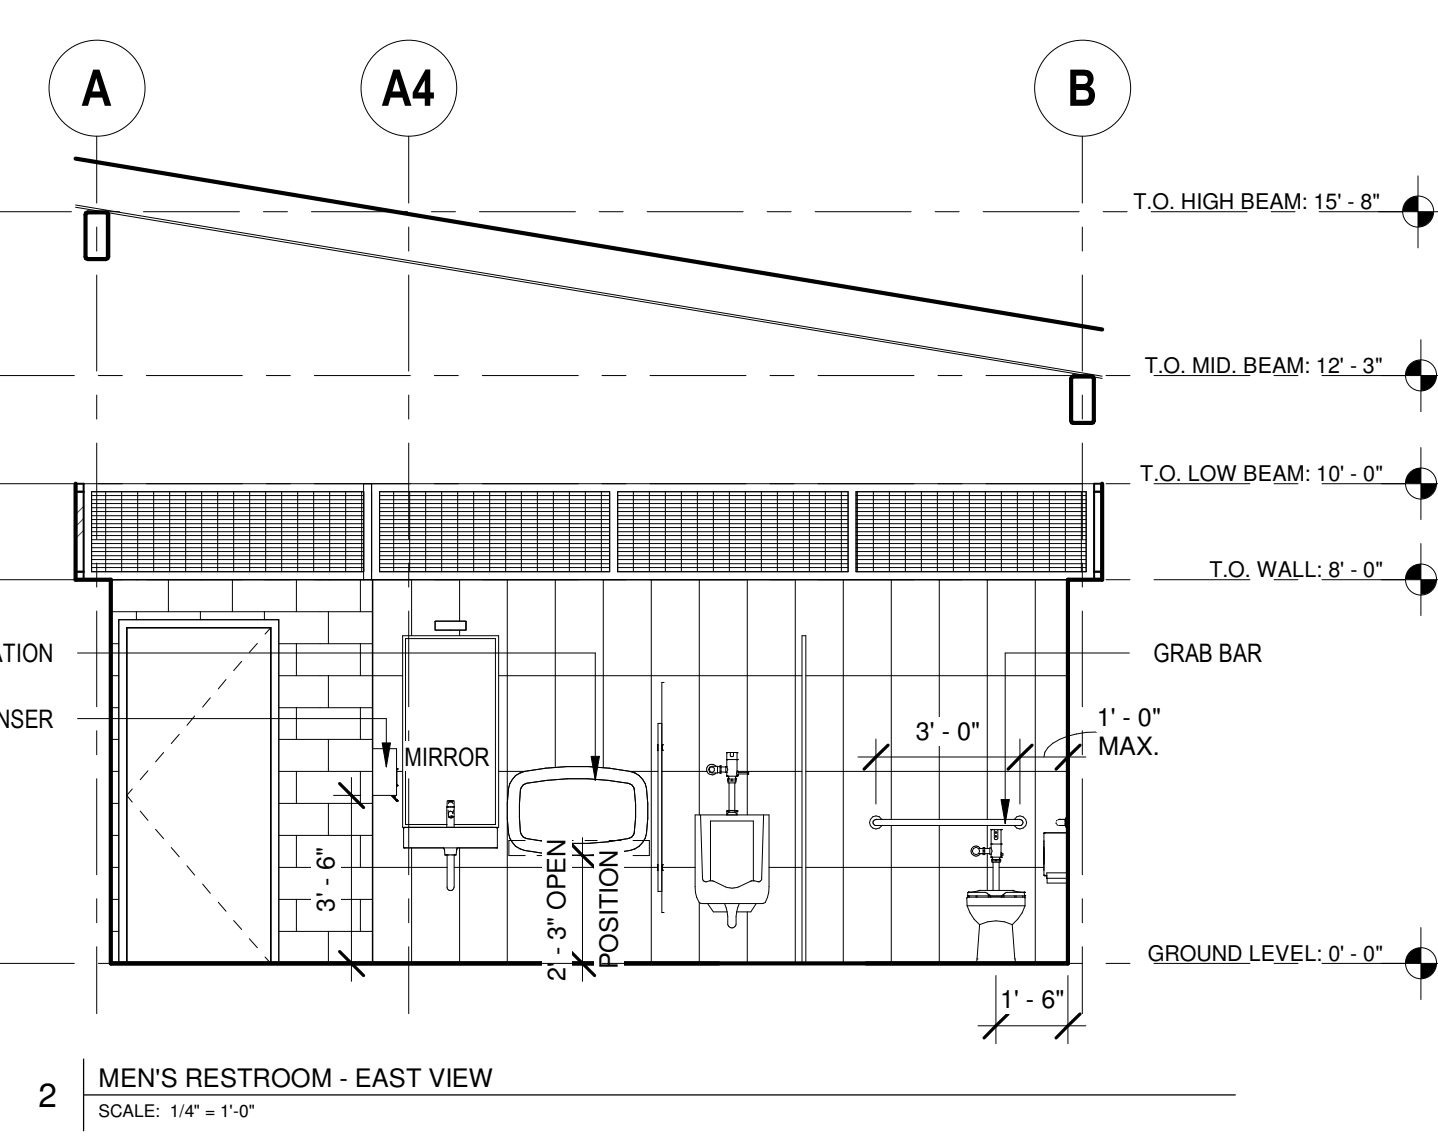 A
A4
B
T.O. HIGH BEAM: 15' - 8"
T.O. MID. BEAM: 12' - 3"
T.O. LOW BEAM: 10' - 0"
T.O. WALL: 8' - 0"
ATION
GRAB BAR
NSER
3' - 0"
1' - 0"
MAX.
MIRROR
3' - 6"
2' - 3" OPEN
POSITION
GROUND LEVEL: 0' - 0"
1' - 6"
2
MEN'S RESTROOM - EAST VIEW
SCALE: 1/4" = 1'-0"